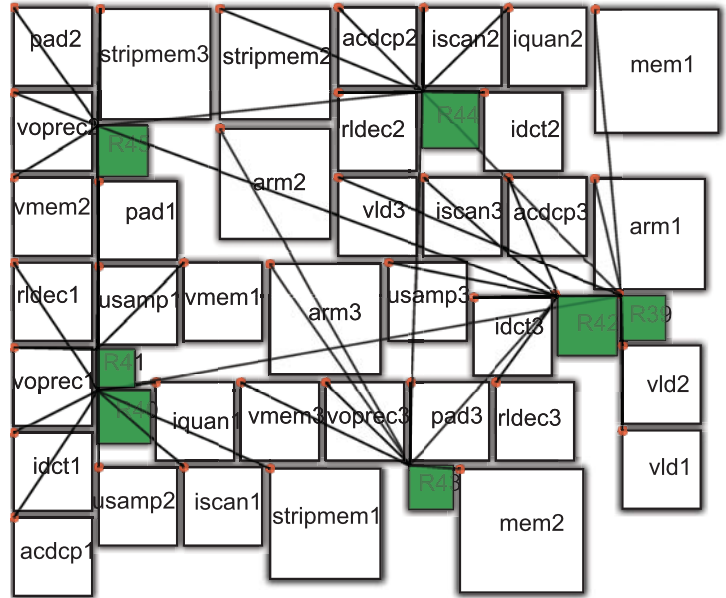 pad2
stripmem3
stripmem2
acdcp2
iscan2
iquan2
mem1
voprec2
R45
rldec2
R44
idct2
arm2
vmem2
pad1
vld3
iscan3
acdcp3
arm1
rldec1
usamp1
vmem1
arm3
usamp3
idct3
R42
R39
voprec1
R41
iquan1
vmem3
voprec3
pad3
rldec3
vld2
idct1
usamp2
iscan1
stripmem1
R43
mem2
vld1
acdcp1